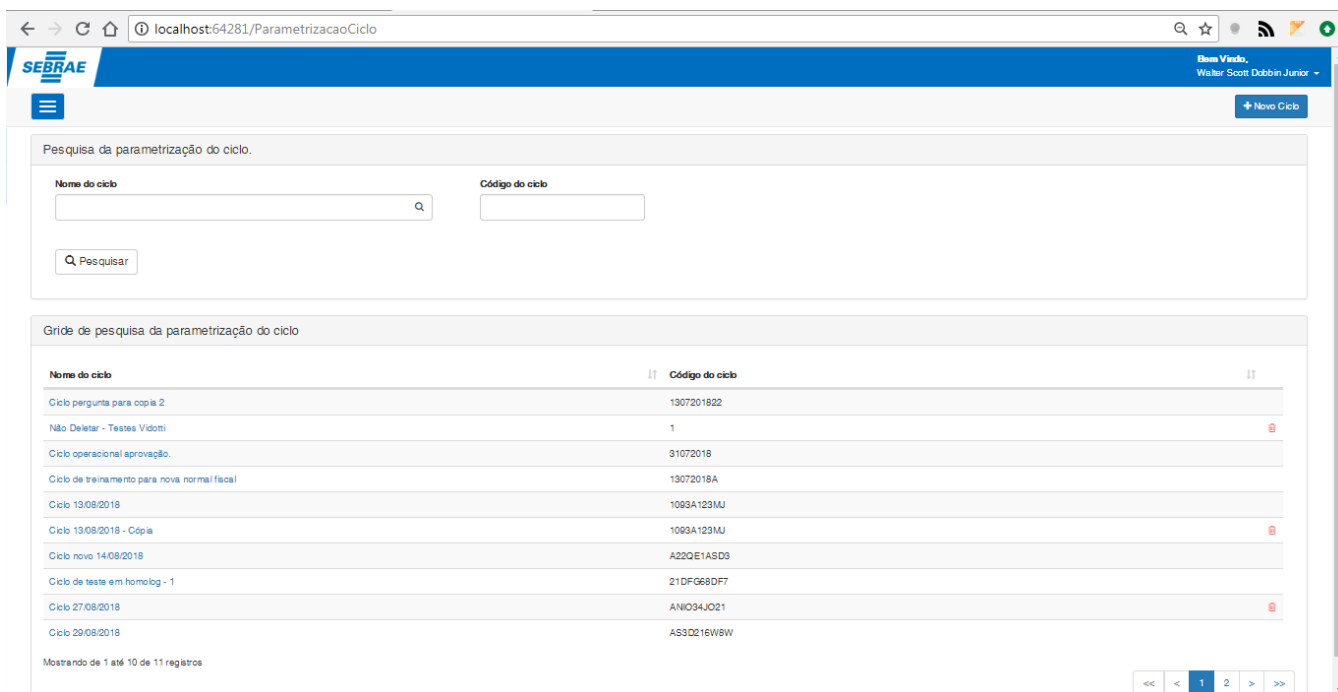 localhost:64281/ParametrizacaoCiclo
SEBRAE
Bem Vindo,
Walter Scott Dobbin Junior
+ Novo Ciclo
Pesquisa da parametrização do ciclo.
Nome do ciclo Código do ciclo
Pesquisar
Gride de pesquisa da parametrização do ciclo
Nome do ciclo Código do ciclo
Ciclo pergunta para copia 2 1307201822
Não Deletar - Testes Vidotti 1
Ciclo operacional aprovação. 31072018
Ciclo de treinamento para nova normal fiscal 13072018A
Ciclo 13/08/2018 1093A123MJ
Ciclo 13/08/2018 - Cópia 1093A123MJ
Ciclo novo 14/08/2018 A22QE1ASD3
Ciclo de teste em homolog - 1 21DFG68DF7
Ciclo 27/08/2018 ANIO34JO21
Ciclo 29/08/2018 AS3D216W8W
Mostrando de 1 até 10 de 11 registros
<< < 1 2 > >>